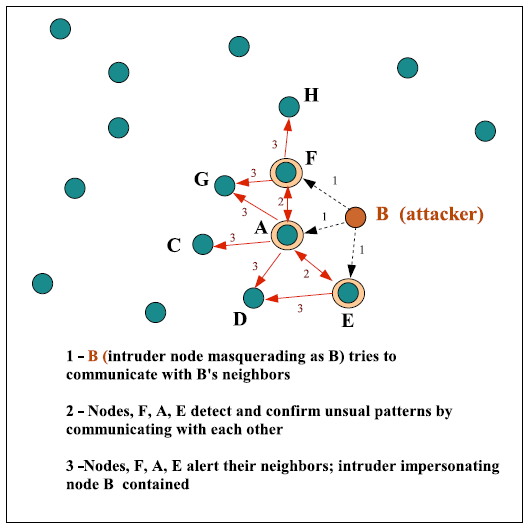 H
3
F
G
3
1
3
2
B (attacker)
A
1
C
3
1
3
2
D
3
E
1 - B (intruder node masquerading as B) tries to
communicate with B's neighbors
2 - Nodes, F, A, E detect and confirm unusual patterns by
communicating with each other
3 -Nodes, F, A, E alert their neighbors; intruder impersonating
node B contained